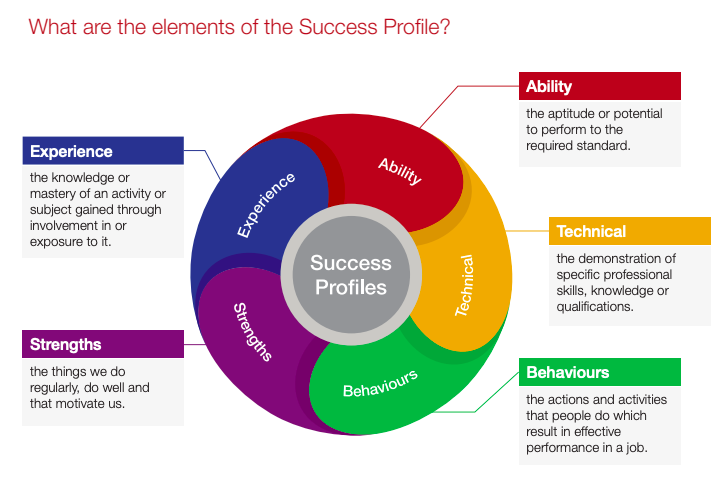 What are the elements of the Success Profile?
Ability
the aptitude or potential
to perform to the
required standard.
Experience
the knowledge or
mastery of an activity or
subject gained through
involvement in or
exposure to it.
Ability
Experience
Technical
the demonstration of
specific professional
skills, knowledge or
qualifications.
Success
Profiles
Technical
Strengths
Behaviours
Strengths
the things we do
regularly, do well and
that motivate us.
Behaviours
the actions and activities
that people do which
result in effective
performance in a job.